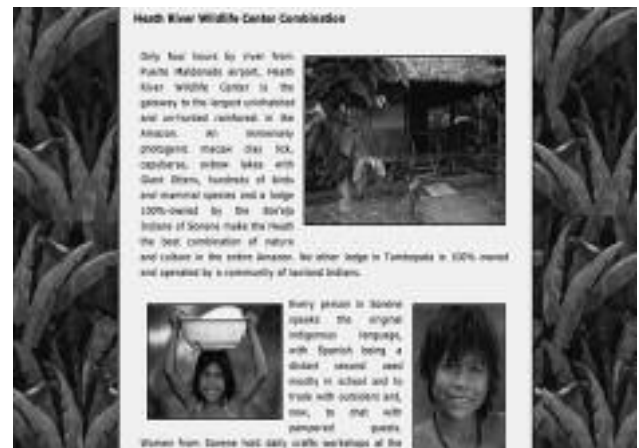 Heath River Wildlife Center Combination
Only four hours by river from
Puerto Maldonado airport, Heath
River Wildlife Center is the
gateway to the largest uninhabited
and un-hunted rainforest in the
Amazon. An immensely
photogenic macaw clay lick,
capybaras, oxbow lakes with
Giant Otters, hundreds of birds
and mammal species and a lodge
100%-owned by the Ese'eja
Indians of Sonene make the Heath
the best combination of nature
and culture in the entire Amazon. No other lodge in Tambopata is 100% owned
and operated by a community of lowland Indians.
Every person in Sonene
speaks the original
indigenous language,
with Spanish being a
distant second used
mostly in school and to
trade with outsiders and,
now, to chat with
pampered guests.
Women from Sonene hold daily crafts workshops at the